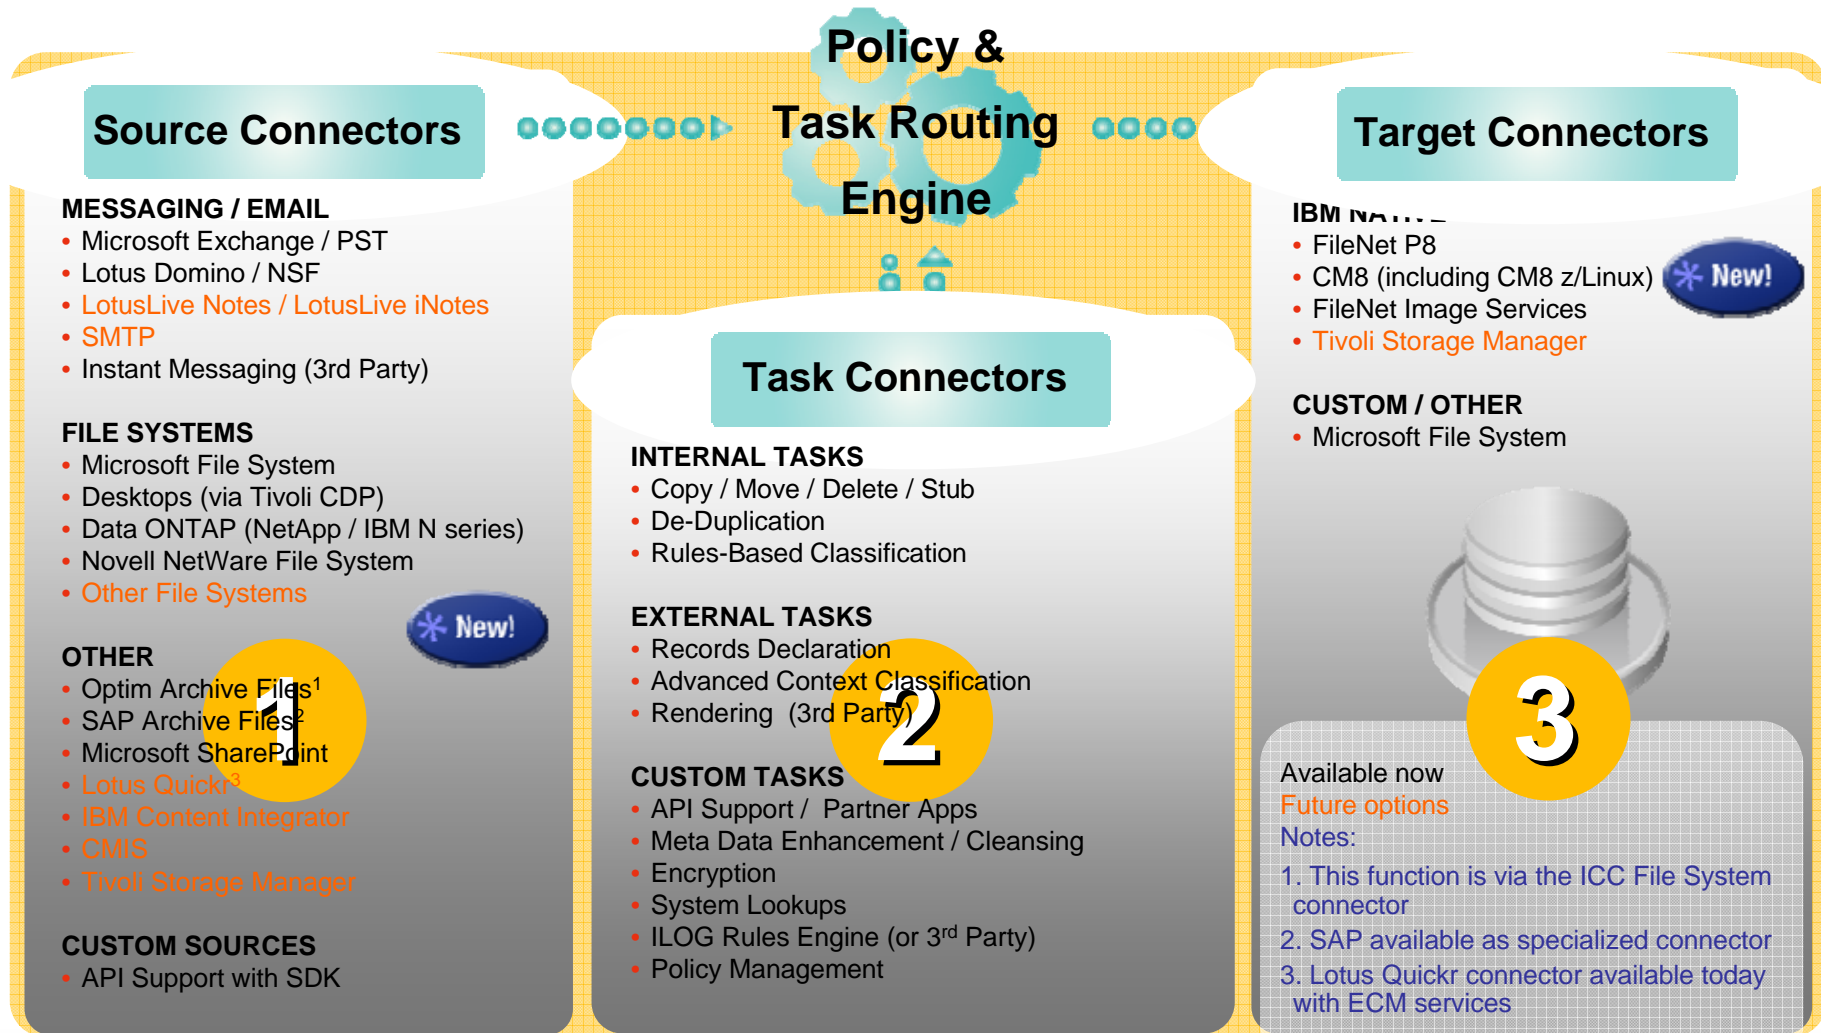 Policy &
Task Routing
Engine
Source Connectors
MESSAGING / EMAIL
• Microsoft Exchange / PST
• Lotus Domino / NSF
• LotusLive Notes / LotusLive iNotes
• SMTP
• Instant Messaging (3rd Party)
FILE SYSTEMS
• Microsoft File System
• Desktops (via Tivoli CDP)
• Data ONTAP (NetApp / IBM N series)
• Novell NetWare File System
• Other File Systems
New!
OTHER
• Optim Archive Files1
• SAP Archive Files2
• Microsoft SharePoint
• Lotus Quickr3
• IBM Content Integrator
• CMIS
• Tivoli Storage Manager
1
CUSTOM SOURCES
• API Support with SDK
Task Connectors
INTERNAL TASKS
• Copy / Move / Delete / Stub
• De-Duplication
• Rules-Based Classification
EXTERNAL TASKS
• Records Declaration
• Advanced Context Classification
• Rendering (3rd Party)
2
CUSTOM TASKS
• API Support / Partner Apps
• Meta Data Enhancement / Cleansing
• Encryption
• System Lookups
• ILOG Rules Engine (or 3rd Party)
• Policy Management
Target Connectors
IBM NATIVE
• FileNet P8
• CM8 (including CM8 z/Linux)
• FileNet Image Services
• Tivoli Storage Manager
New!
CUSTOM / OTHER
• Microsoft File System
3
Available now
Future options
Notes:
1. This function is via the ICC File System
connector
2. SAP available as specialized connector
3. Lotus Quickr connector available today
with ECM services